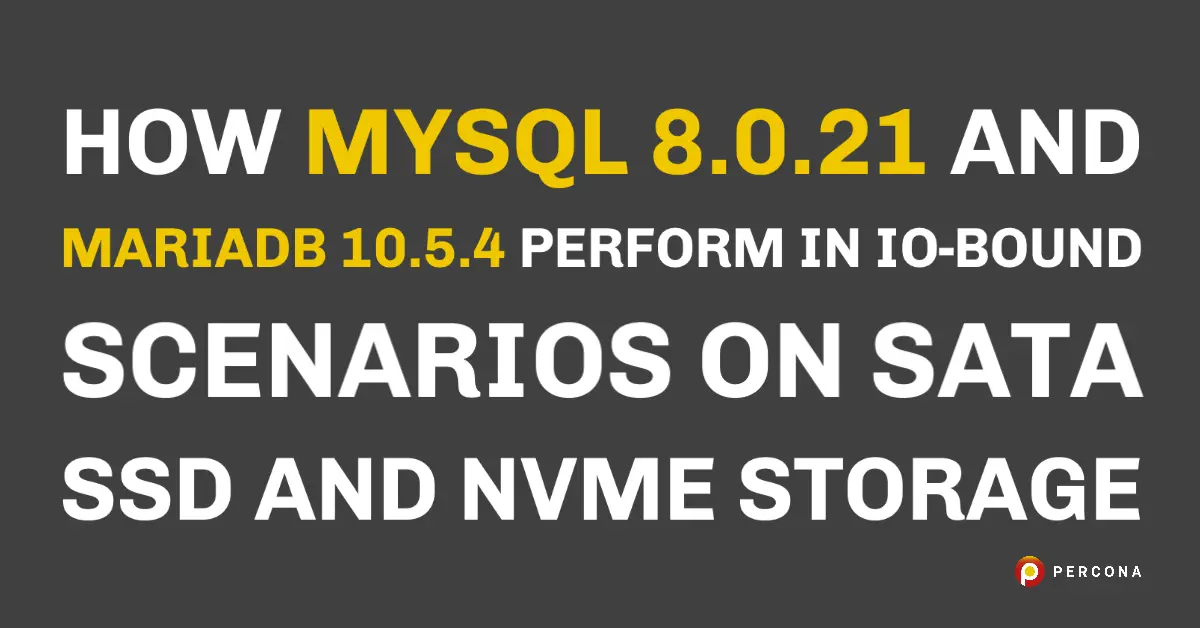 HOW MYSQL 8.0.21 AND
MARIADB 10.5.4 PERFORM IN IO-BOUND
SCENARIOS ON SATA
SSD AND NVME STORAGE
PERCONA